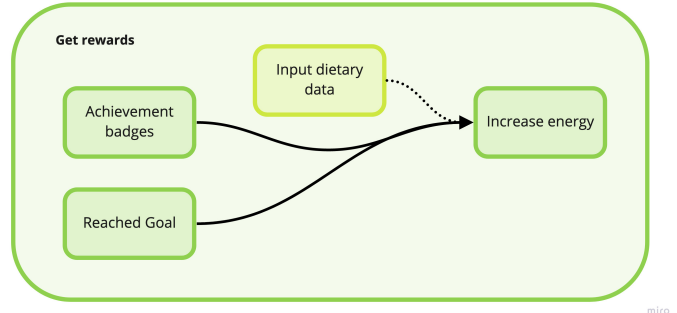 Get rewards
Input dietary
data
Achievement
badges
Increase energy
Reached Goal
miro